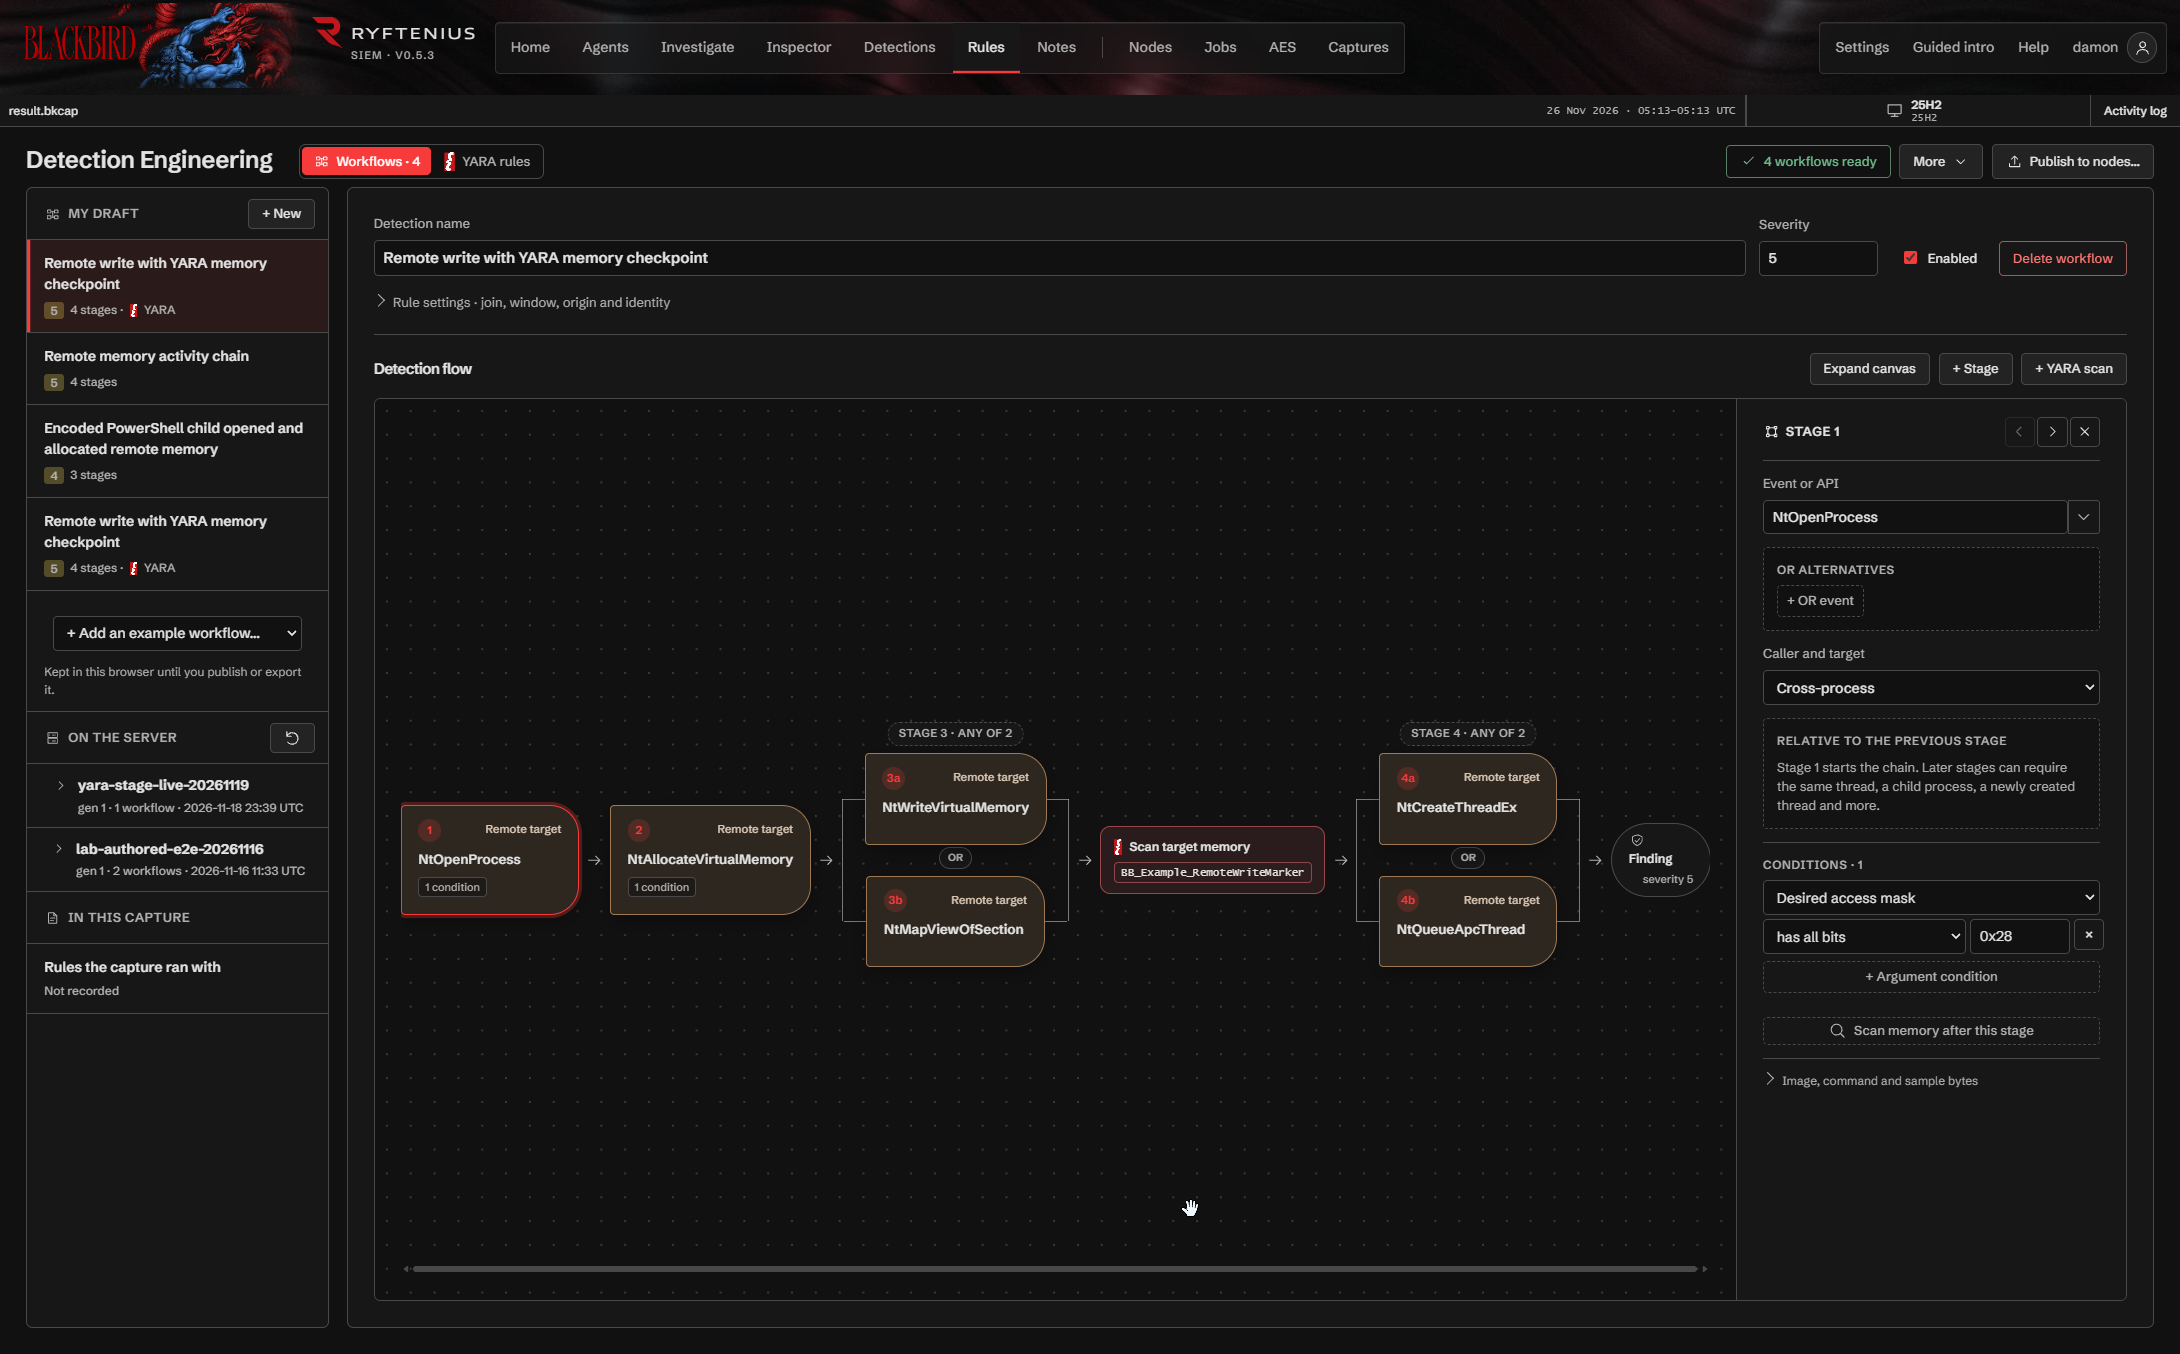 BLACKBIRD
RYFTENIUS
SIEM · V0.5.3
Home
Agents
Investigate
Inspector
Detections
Rules
Notes
Nodes
Jobs
AES
Captures
Settings
Guided intro
Help
damon
result.bkcap
26 Nov 2026 · 05:13–05:13 UTC
25H2
25H2
Activity log
Detection Engineering
Workflows · 4
YARA rules
4 workflows ready
More
Publish to nodes...
MY DRAFT
+ New
Remote write with YARA memory
checkpoint
5 4 stages · YARA
Remote memory activity chain
5 4 stages
Encoded PowerShell child opened and
allocated remote memory
4 3 stages
Remote write with YARA memory
checkpoint
5 4 stages · YARA
+ Add an example workflow...
Kept in this browser until you publish or export
it.
ON THE SERVER
yara-stage-live-20261119
gen 1 · 1 workflow · 2026-11-18 23:39 UTC
lab-authored-e2e-20261116
gen 1 · 2 workflows · 2026-11-16 11:33 UTC
IN THIS CAPTURE
Rules the capture ran with
Not recorded
Detection name
Remote write with YARA memory checkpoint
Severity
5
Enabled
Delete workflow
Rule settings · join, window, origin and identity
Detection flow
Expand canvas
+ Stage
+ YARA scan
1 Remote target
NtOpenProcess
1 condition
2 Remote target
NtAllocateVirtualMemory
1 condition
STAGE 3 · ANY OF 2
3a Remote target
NtWriteVirtualMemory
OR
3b Remote target
NtMapViewOfSection
Scan target memory
BB_Example_RemoteWriteMarker
STAGE 4 · ANY OF 2
4a Remote target
NtCreateThreadEx
OR
4b Remote target
NtQueueApcThread
Finding
severity 5
STAGE 1
Event or API
NtOpenProcess
OR ALTERNATIVES
+ OR event
Caller and target
Cross-process
RELATIVE TO THE PREVIOUS STAGE
Stage 1 starts the chain. Later stages can require
the same thread, a child process, a newly created
thread and more.
CONDITIONS · 1
Desired access mask
has all bits
0x28
+ Argument condition
Scan memory after this stage
Image, command and sample bytes